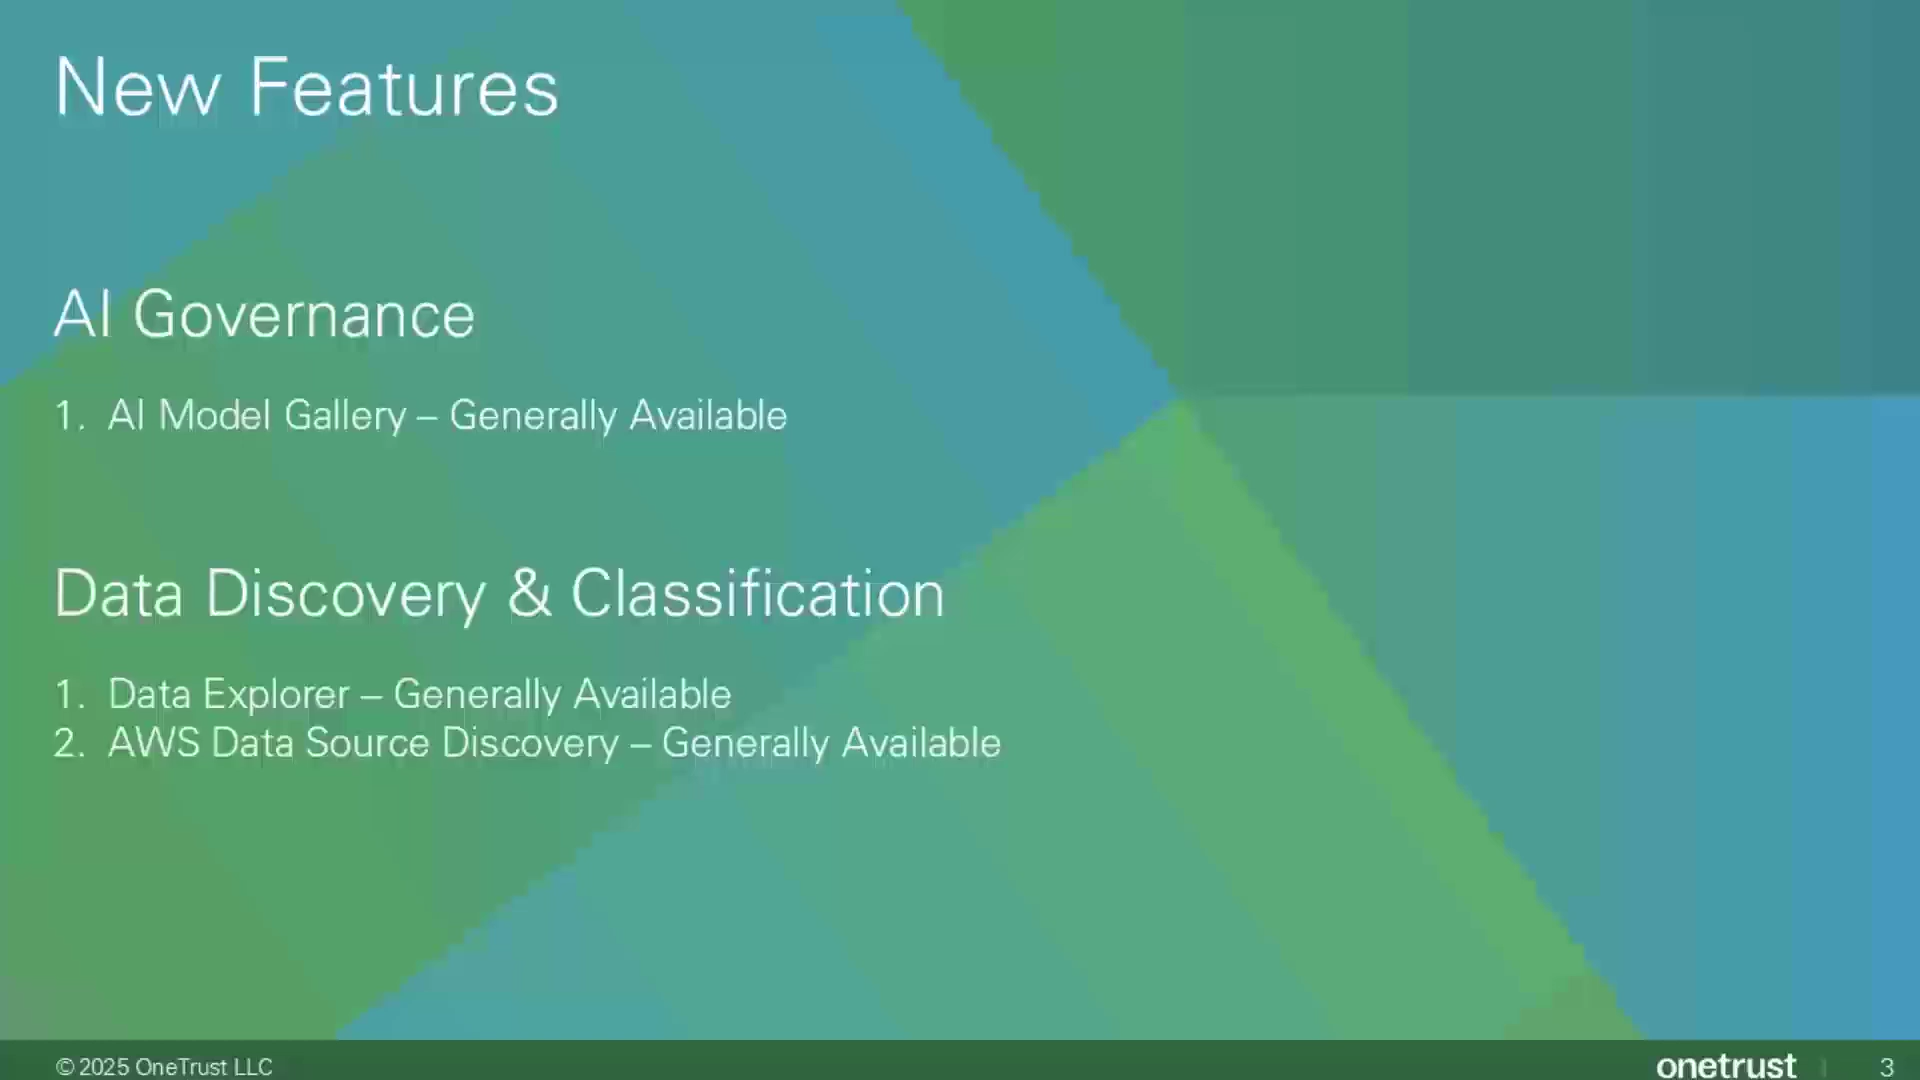 New Features
AI Governance
1. AI Model Gallery – Generally Available
Data Discovery & Classification
1. Data Explorer – Generally Available
2. AWS Data Source Discovery – Generally Available
© 2025 OneTrust LLC
onetrust | 3